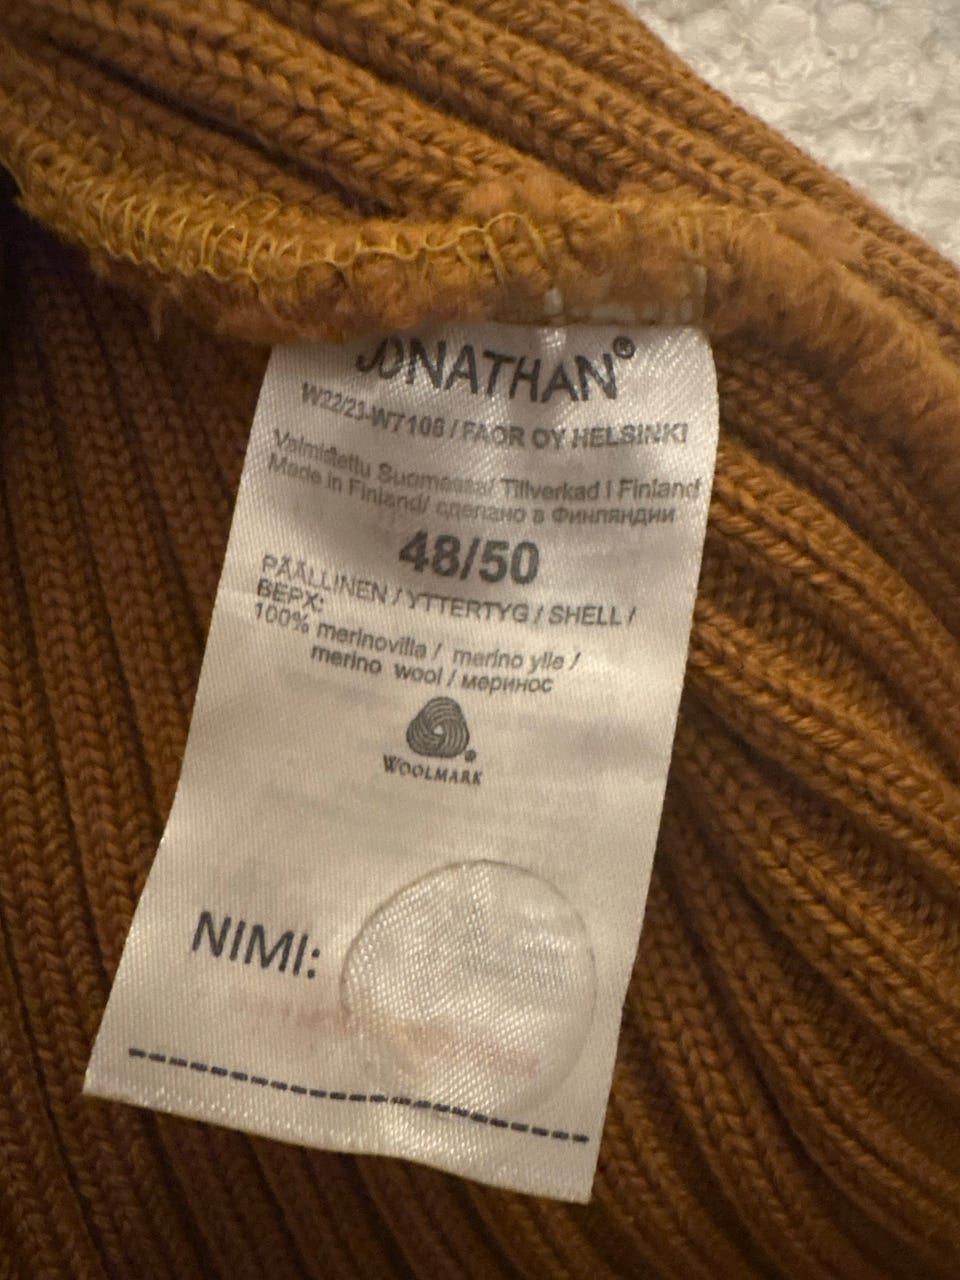 JONATHAN®
W22/23-W7108 / FAOR OY HELSINKI
Valmistettu Suomessa/ Tillverkad i Finland
Made in Finland/ сделано в Финляндии
48/50
PÄÄLLINEN / YTTERTYG / SHELL /
ВЕРХ:
100% merinovilla / merino ylle /
merino wool / меринос
WOOLMARK
NIMI: